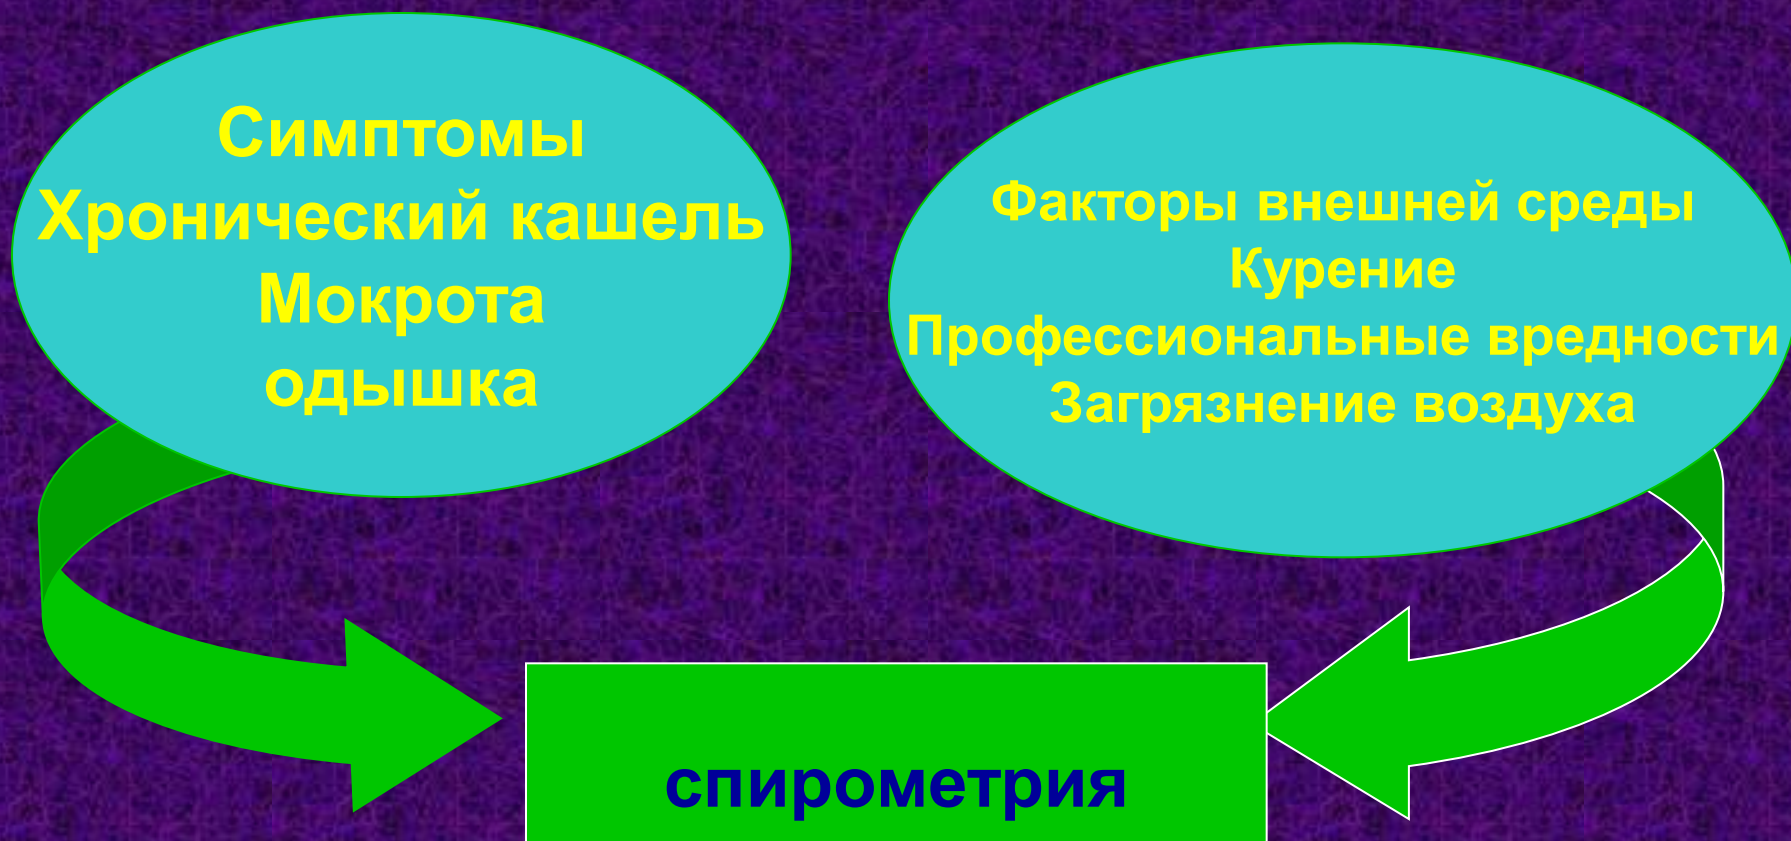 Симптомы
Хронический кашель
Мокрота
одышка
Факторы внешней среды
Курение
Профессиональные вредности
Загрязнение воздуха
спирометрия